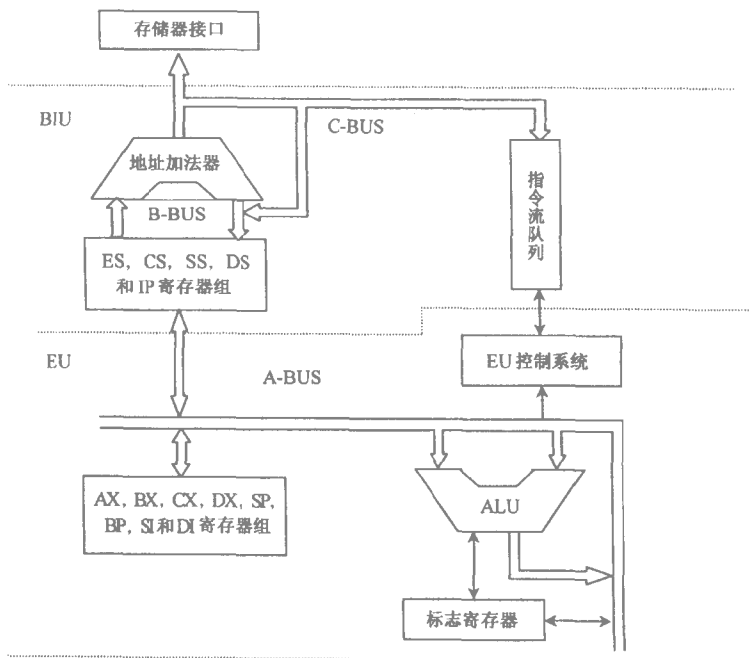 存储器接口
BIU
C-BUS
地址加法器
指令流队列
B-BUS
ES, CS, SS, DS
和IP寄存器组
EU
EU控制系统
A-BUS
AX, BX, CX, DX, SP,
BP, SI和DI寄存器组
ALU
标志寄存器